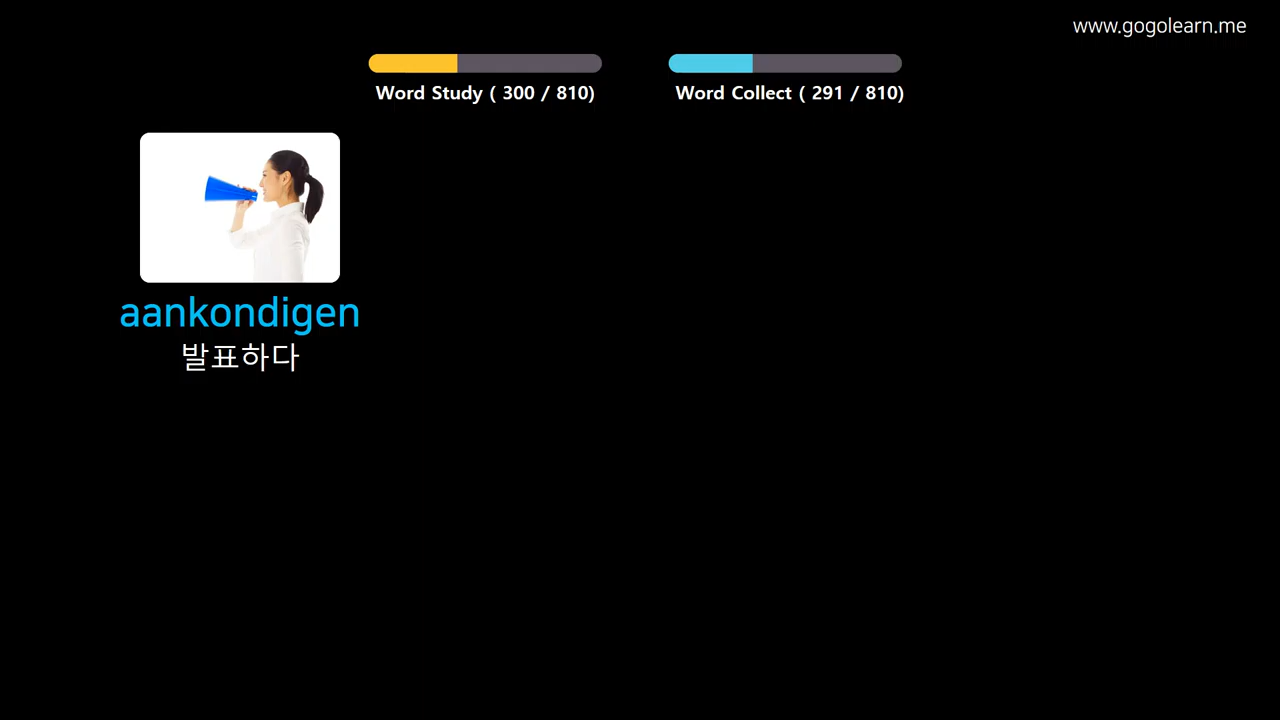 www.gogolearn.me
Word Study ( 300 / 810)
Word Collect ( 291 / 810)
aankondigen
발표하다